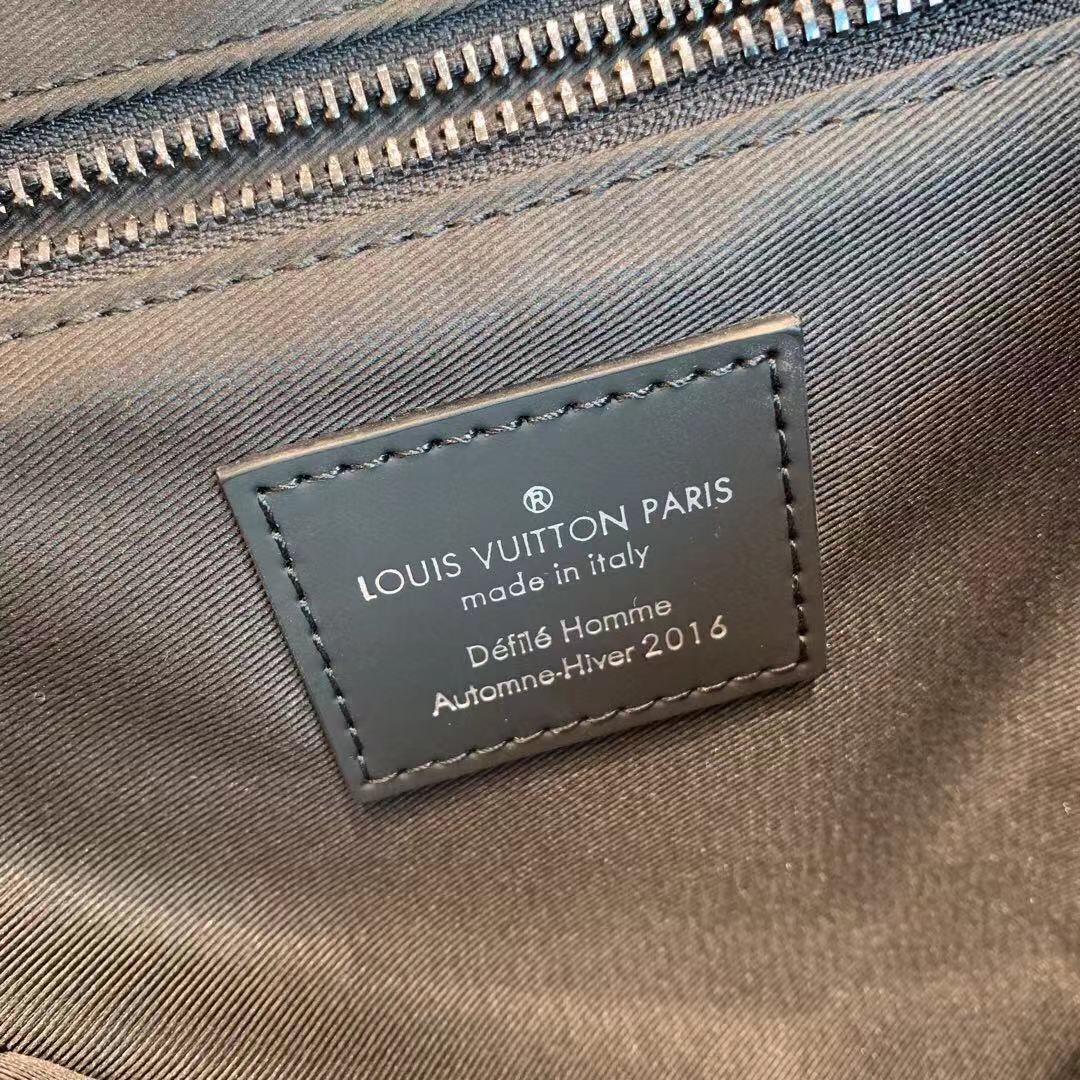 ®
LOUIS VUITTON PARIS
made in italy
Défilé Homme
Automne-Hiver 2016